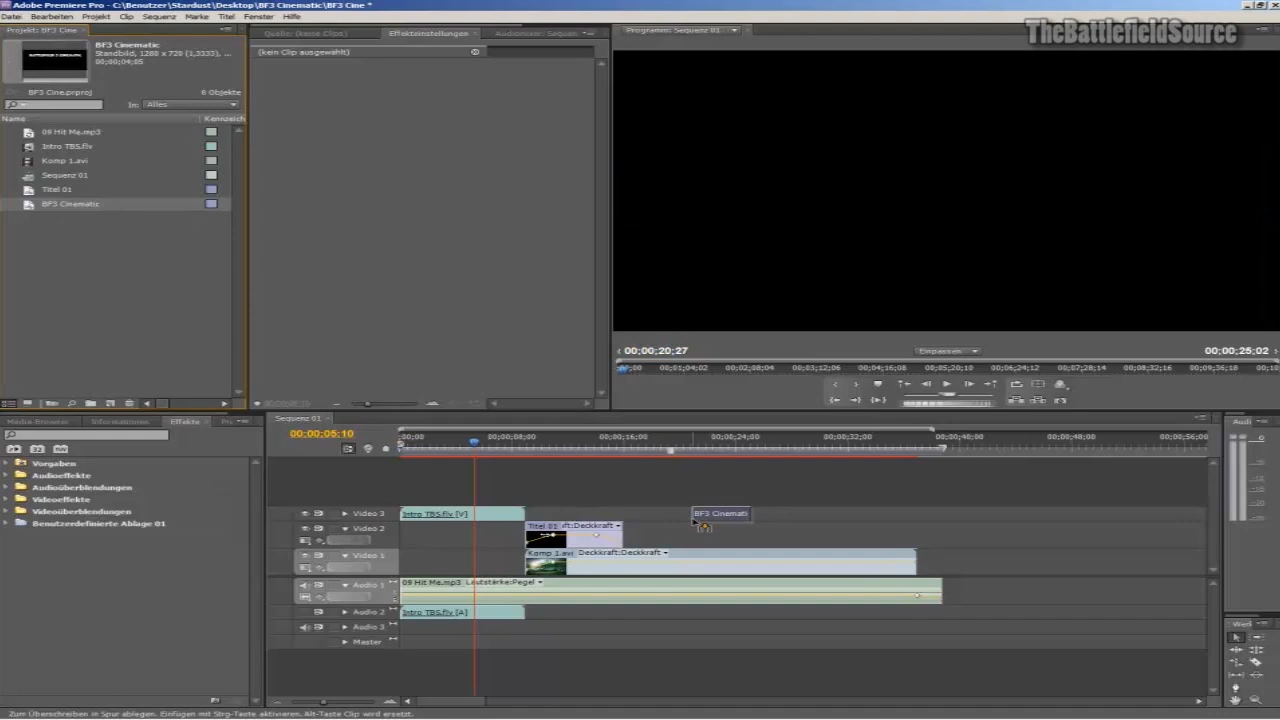 Adobe Premiere Pro - C:\Benutzer\Stardust\Desktop\BF3 Cinematic\BF3 Cine *
Datei Bearbeiten Projekt Clip Sequenz Marke Titel Fenster Hilfe
TheBattlefieldSource
Projekt: BF3 Cine
Quelle: (keine Clips)
Effekteinstellungen
Audiomixer: Sequen
Programm: Sequenz 01
BF3 Cinematic
Standbild, 1280 x 720 (1,3333), ...
00;00;04;05
(kein Clip ausgewählt)
BF3 Cine.prproj
6 Objekte
In: Alles
Name
Kennzeich
09 Hit Me.mp3
Intro TBS.flv
Komp 1.avi
Sequenz 01
Titel 01
BF3 Cinematic
00;00;20;27
Einpassen
00;00;25;02
;00;00 00;01;04;02 00;02;08;04 00;03;12;06 00;04;16;08 00;05;20;10 00;06;24;12 00;07;28;14 00;08;32;16 00;09;36;18 00;10
Media-Browser
Informationen
Effekte
Sequenz 01
Audi
00;00;05;10
;00;00 00;00;08;00 00;00;16;00 00;00;24;00 00;00;32;00 00;00;40;00 00;00;48;00 00;00;56;00
Vorgaben
Audioeffekte
Audioüberblendungen
Videoeffekte
Videoüberblendungen
Benutzerdefinierte Ablage 01
Video 3
Intro TBS.flv [V]
BF3 Cinemati
Video 2
Titel 01 ft:Deckkraft
Video 1
Komp 1.avi Deckkraft:Deckkraft
Audio 1
09 Hit Me.mp3 Lautstärke:Pegel
Audio 2
Intro TBS.flv [A]
Audio 3
Master
Werk
Zum Überschreiben in Spur ablegen. Einfügen mit Strg-Taste aktivieren. Alt-Taste Clip wird ersetzt.